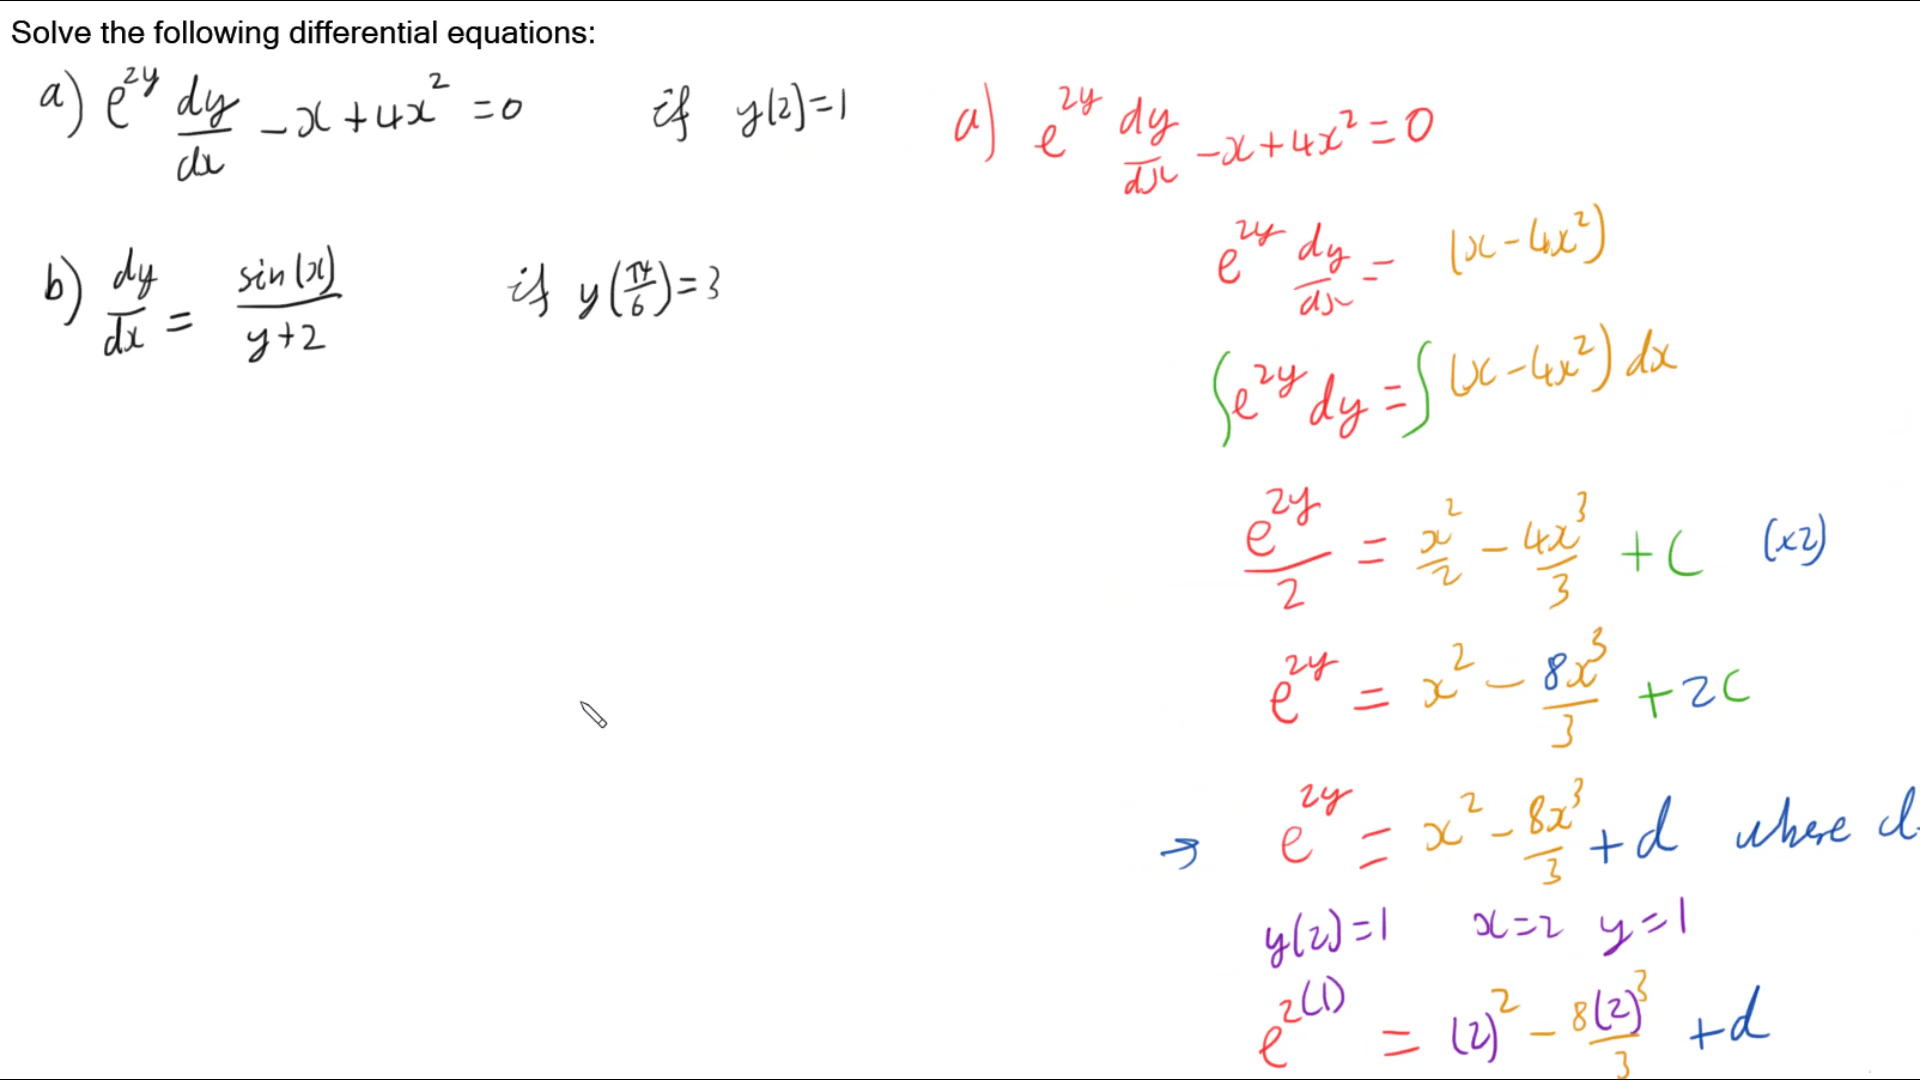 Solve the following differential equations:
a) e^{2y} dy/dx - x + 4x² = 0 if y(2)=1
b) dy/dx = sin(x)/(y+2) if y(π/6)=3
a) e^{2y} dy/dx - x + 4x² = 0
e^{2y} dy/dx = (x - 4x²)
∫e^{2y} dy = ∫(x - 4x²) dx
e^{2y}/2 = x²/2 - 4x³/3 + C (×2)
e^{2y} = x² - 8x³/3 + 2C
→ e^{2y} = x² - 8x³/3 + d where d
y(2)=1 x=2 y=1
e^{2(1)} = (2)² - 8(2)³/3 + d